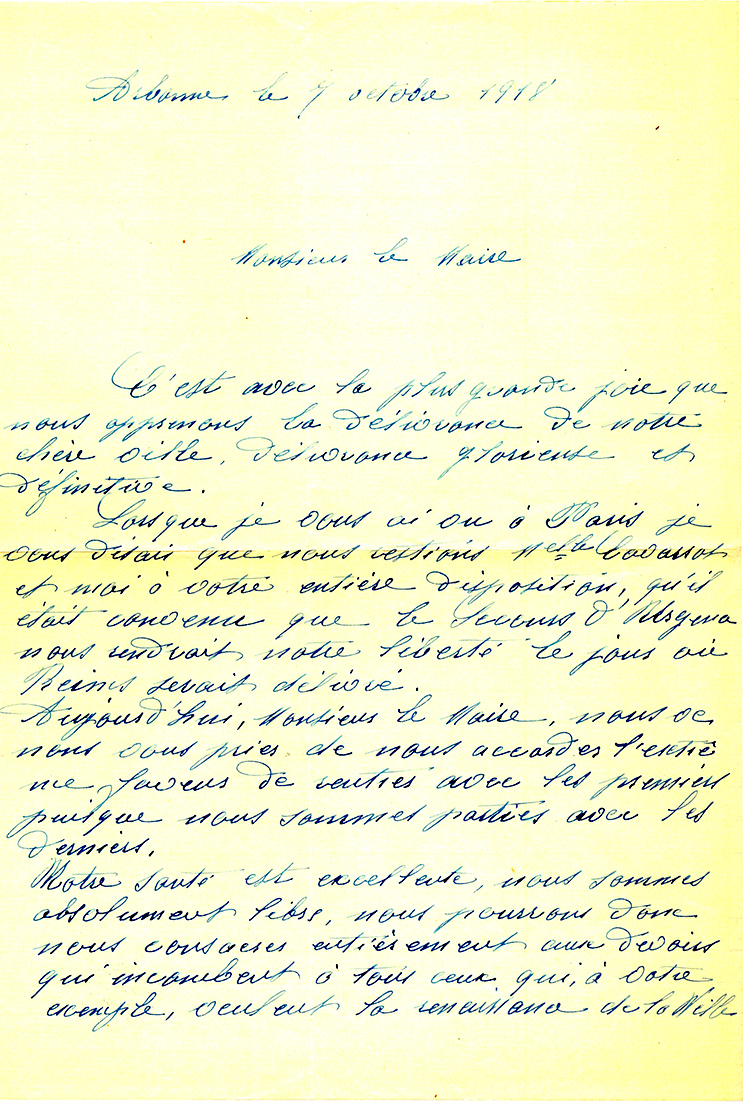 Arbonne le 7 octobre 1918
Monsieur le Maire
C'est avec la plus grande joie que
nous apprenons la délivrance de notre
chère ville, délivrance glorieuse et
définitive.
Lorsque je vous ai vu à Paris je
vous disais que nous restions Melle Cavarrot
et moi à votre entière disposition, qu'il
était convenu que le Secours d'Urgence
nous rendrait notre liberté le jour où
Reims serait délivré.
Aujourd'hui, Monsieur le Maire, nous ve
nons vous prier de nous accorder l'extrê
me faveur de rentrer avec les premiers
puisque nous sommes parties avec les
derniers.
Notre santé est excellente, nous sommes
absolument libre, nous pourrons donc
nous consacrer entièrement aux devoirs
qui incombent à tous ceux qui, à votre
exemple, veulent la renaissance de la Ville